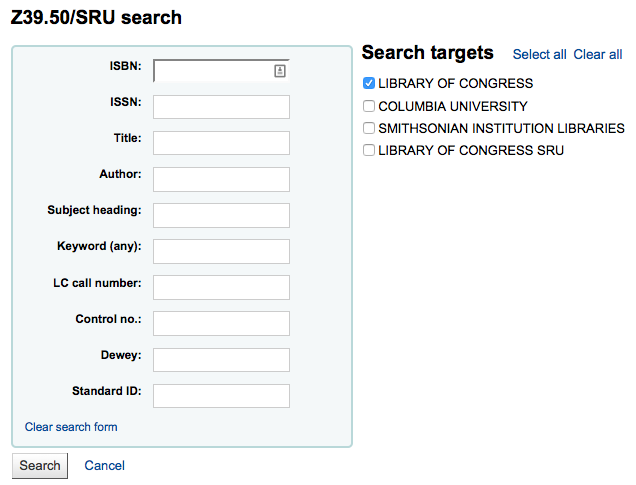 Z39.50/SRU search
ISBN:
ISSN:
Title:
Author:
Subject heading:
Keyword (any):
LC call number:
Control no.:
Dewey:
Standard ID:
Clear search form
Search Cancel
Search targets Select all Clear all
LIBRARY OF CONGRESS
COLUMBIA UNIVERSITY
SMITHSONIAN INSTITUTION LIBRARIES
LIBRARY OF CONGRESS SRU